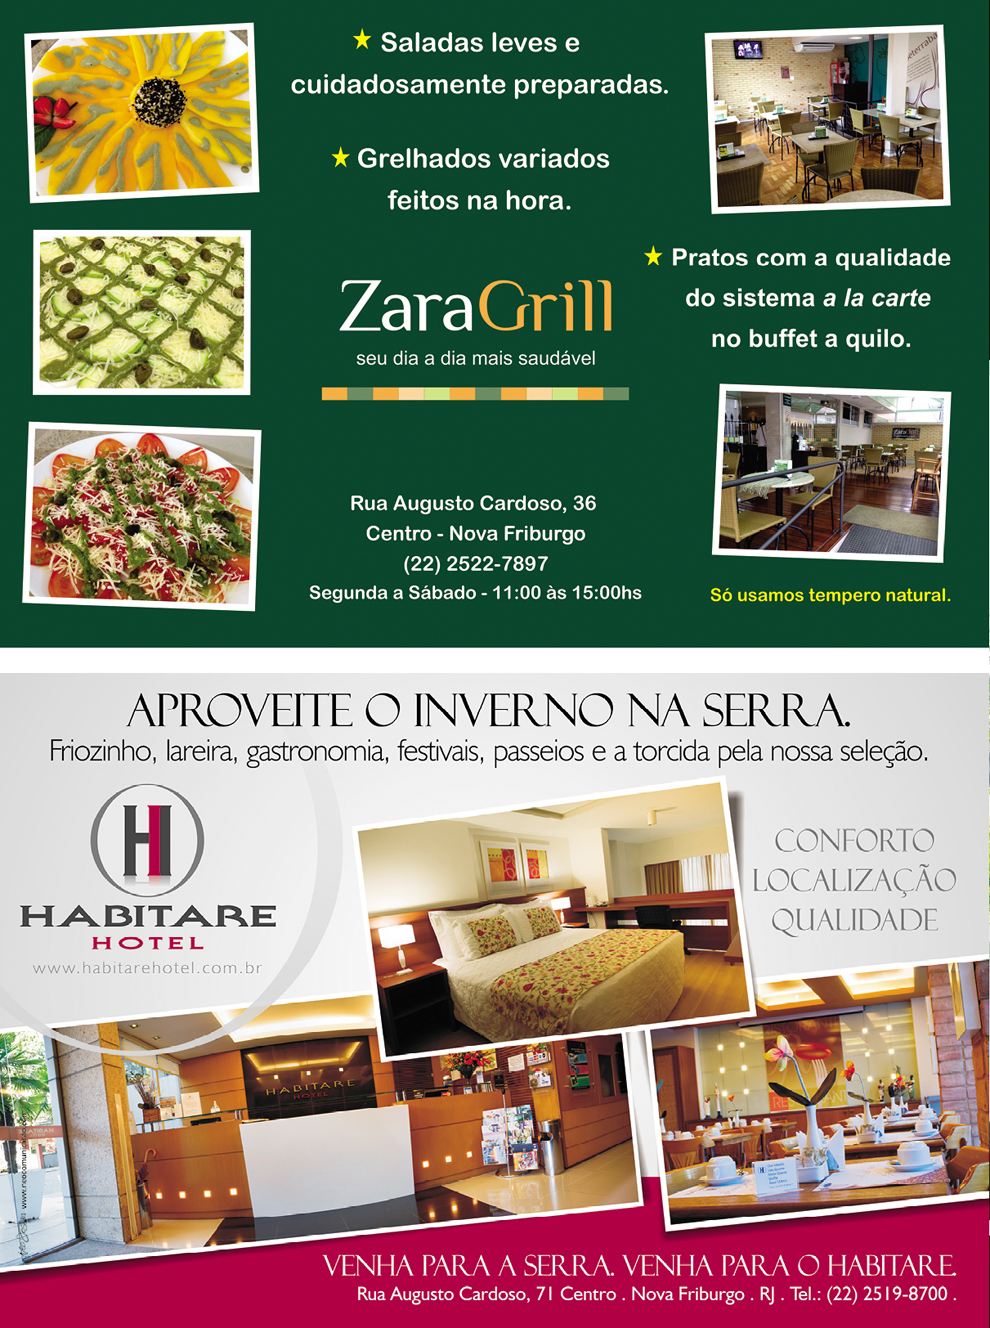 ★ Saladas leves e
cuidadosamente preparadas.
★ Grelhados variados
feitos na hora.
★ Pratos com a qualidade
do sistema a la carte
no buffet a quilo.
ZaraGrill
seu dia a dia mais saudável
Zara Grill
Rua Augusto Cardoso, 36
Centro - Nova Friburgo
(22) 2522-7897
Segunda a Sábado - 11:00 às 15:00hs
Só usamos tempero natural.
APROVEITE O INVERNO NA SERRA.
Friozinho, lareira, gastronomia, festivais, passeios e a torcida pela nossa seleção.
H
HABITARE
HOTEL
www.habitarehotel.com.br
CONFORTO
LOCALIZAÇÃO
QUALIDADE
HABITARE
HOTEL
VENHA PARA A SERRA. VENHA PARA O HABITARE.
Rua Augusto Cardoso, 71 Centro . Nova Friburgo . RJ . Tel.: (22) 2519-8700 .